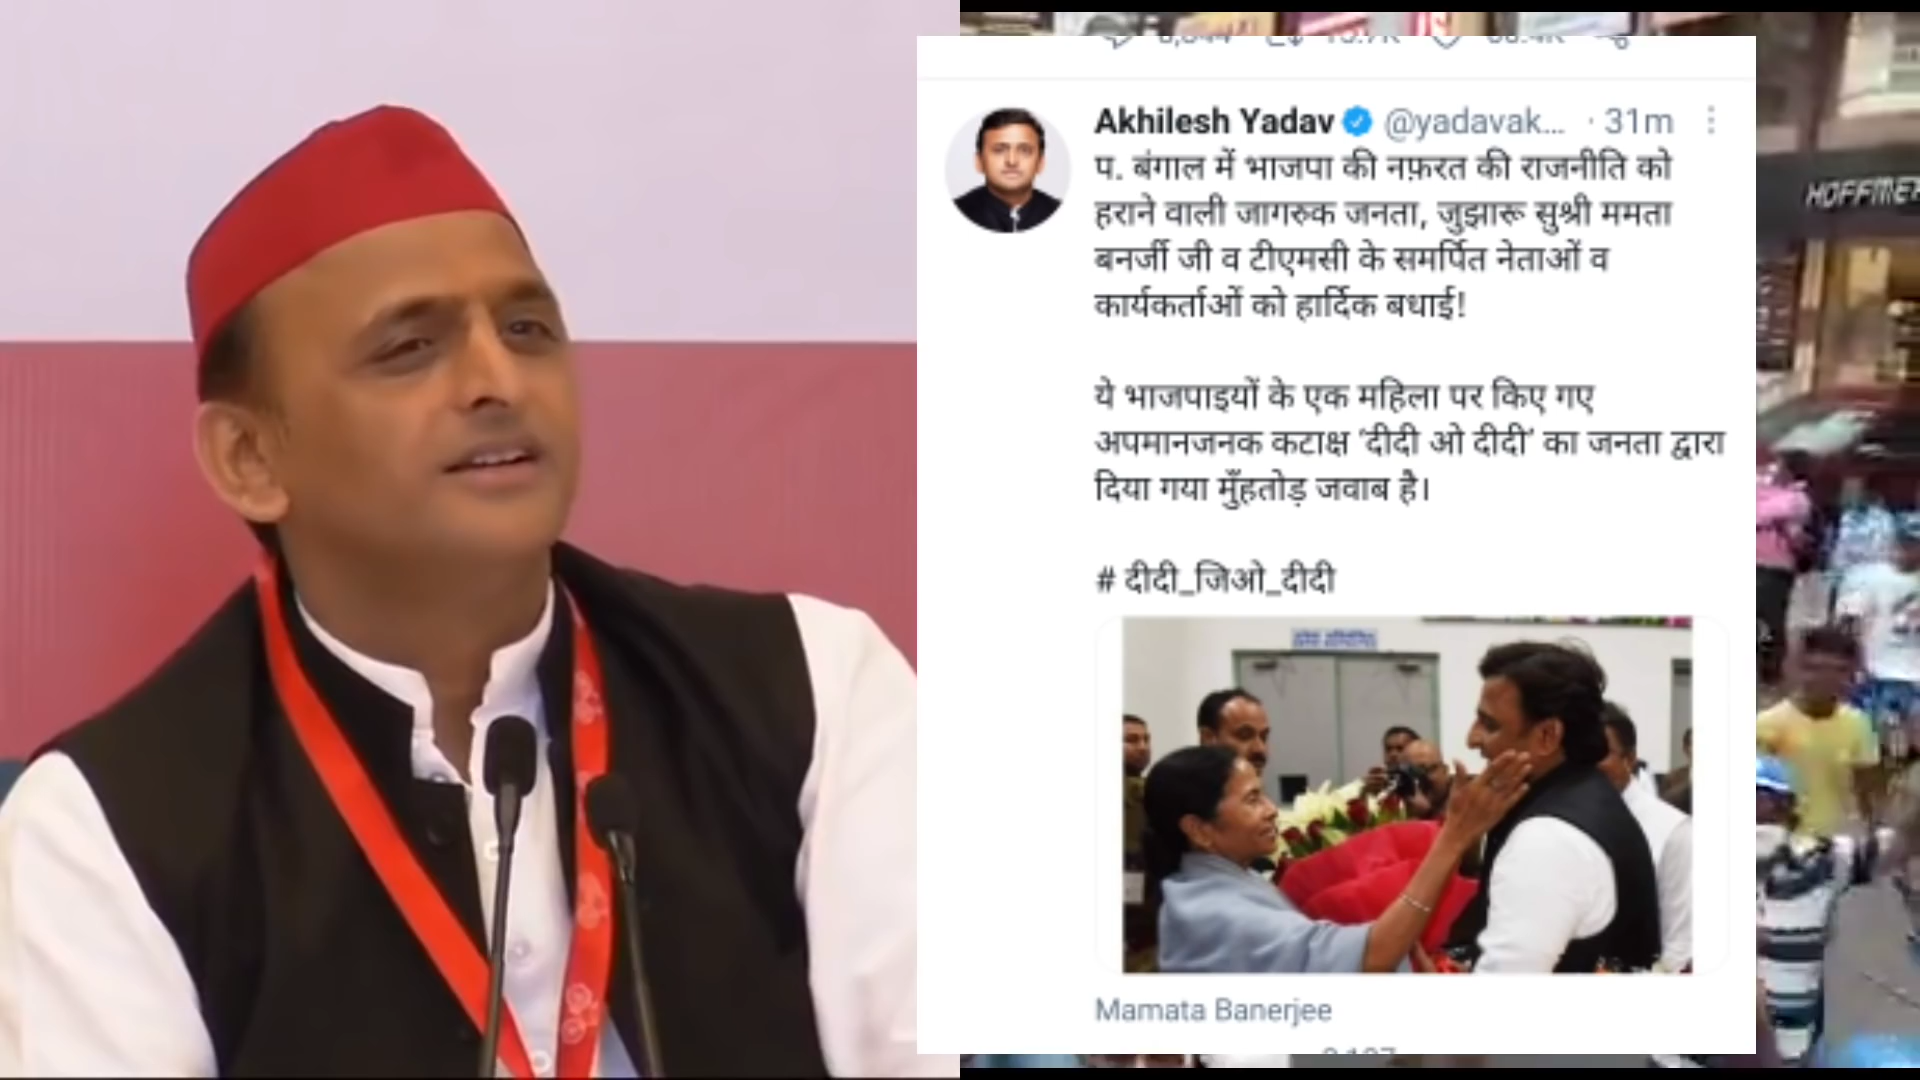 Akhilesh Yadav @yadavak... · 31m
प. बंगाल में भाजपा की नफ़रत की राजनीति को
हराने वाली जागरुक जनता, जुझारू सुश्री ममता
बनर्जी जी व टीएमसी के समर्पित नेताओं व
कार्यकर्ताओं को हार्दिक बधाई!
ये भाजपाइयों के एक महिला पर किए गए
अपमानजनक कटाक्ष 'दीदी ओ दीदी' का जनता द्वारा
दिया गया मुँहतोड़ जवाब है।
# दीदी_जिओ_दीदी
Mamata Banerjee